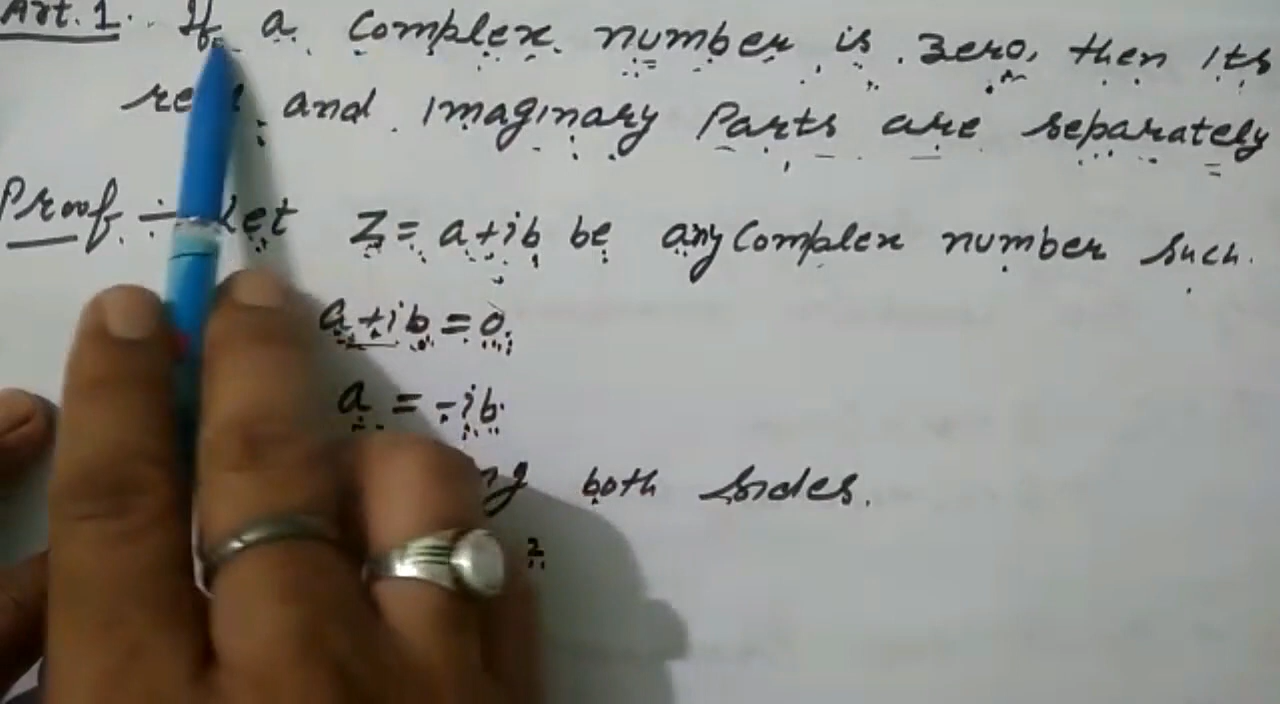 Art. 1. If a Complex number is zero, then its
and imaginary Parts are separately
Proof :- Let Z = a+ib be any Complex number such
a+ib = 0
a = -ib
both sides.
2